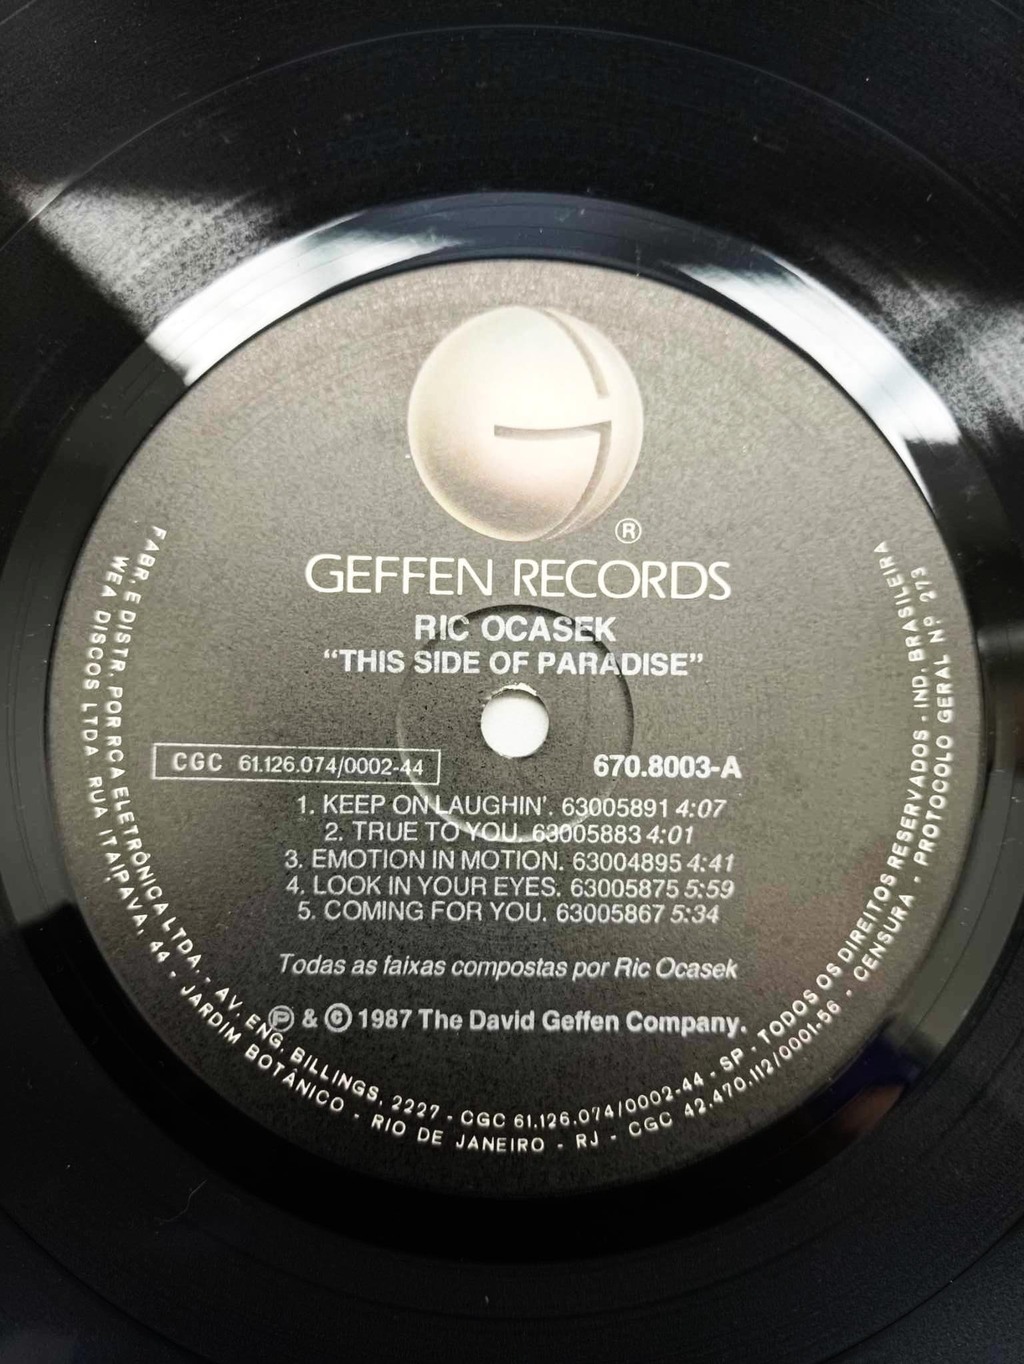 ®
GEFFEN RECORDS
RIC OCASEK
“THIS SIDE OF PARADISE”
CGC 61.126.074/0002-44
670.8003-A
1. KEEP ON LAUGHIN'. 63005891 4:07
2. TRUE TO YOU. 63005883 4:01
3. EMOTION IN MOTION. 63004895 4:41
4. LOOK IN YOUR EYES. 63005875 5:59
5. COMING FOR YOU. 63005867 5:34
Todas as faixas compostas por Ric Ocasek
℗ & © 1987 The David Geffen Company.
FABR. E DISTR. POR RCA ELETRÔNICA LTDA. - AV. ENG. BILLINGS, 2227 - CGC 61.126.074/0002-44 - SP - TODOS OS DIREITOS RESERVADOS - IND. BRASILEIRA
WEA DISCOS LTDA RUA ITAIPAVA, 44 - JARDIM BOTÂNICO - RIO DE JANEIRO - RJ - CGC 42.470.112/0001-56 - CENSURA - PROTOCOLO GERAL Nº 273